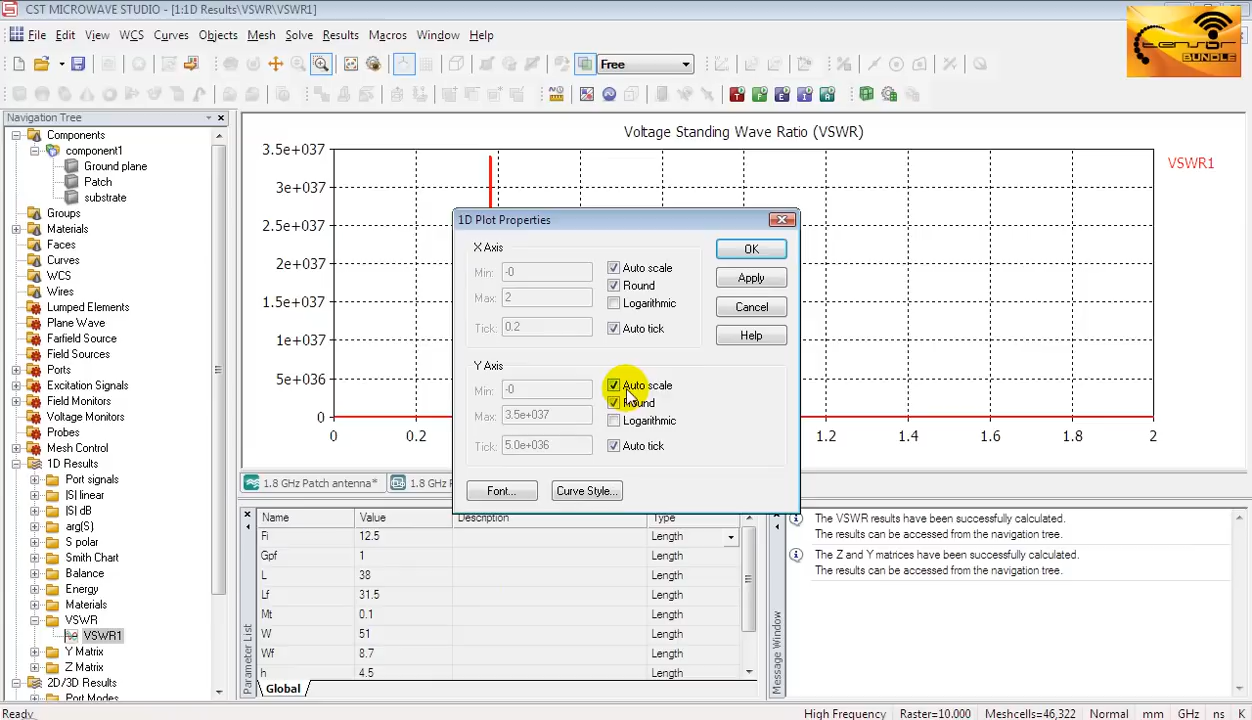 CST MICROWAVE STUDIO - [1:1D Results\VSWR\VSWR1]
File Edit View WCS Curves Objects Mesh Solve Results Macros Window Help
tensor
BUNDLE
Free
Navigation Tree
Components
component1
Ground plane
Patch
substrate
Groups
Materials
Faces
Curves
WCS
Wires
Lumped Elements
Plane Wave
Farfield Source
Field Sources
Ports
Excitation Signals
Field Monitors
Voltage Monitors
Probes
Mesh Control
1D Results
Port signals
|S| linear
|S| dB
arg(S)
S polar
Smith Chart
Balance
Energy
Materials
VSWR
VSWR1
Y Matrix
Z Matrix
2D/3D Results
Port Modes
Voltage Standing Wave Ratio (VSWR)
3.5e+037
3e+037
2.5e+037
2e+037
1.5e+037
1e+037
5e+036
0
0 0.2 1.2 1.4 1.6 1.8 2
VSWR1
1D Plot Properties
X Axis
Min: -0
Max: 2
Tick: 0.2
Auto scale
Round
Logarithmic
Auto tick
OK
Apply
Cancel
Help
Y Axis
Min: -0
Max: 3.5e+037
Tick: 5.0e+036
Auto scale
Round
Logarithmic
Auto tick
Font...
Curve Style...
1.8 GHz Patch antenna*
1.8 GHz P
Name Value Description Type
Fi 12.5 Length
Gpf 1 Length
L 38 Length
Lf 31.5 Length
Mt 0.1 Length
W 51 Length
Wf 8.7 Length
h 4.5 Length
Parameter List
Global
Message Window
The VSWR results have been successfully calculated.
The results can be accessed from the navigation tree.
The Z and Y matrices have been successfully calculated.
The results can be accessed from the navigation tree.
Ready
High Frequency Raster=10.000 Meshcells=46,322 Normal mm GHz ns K